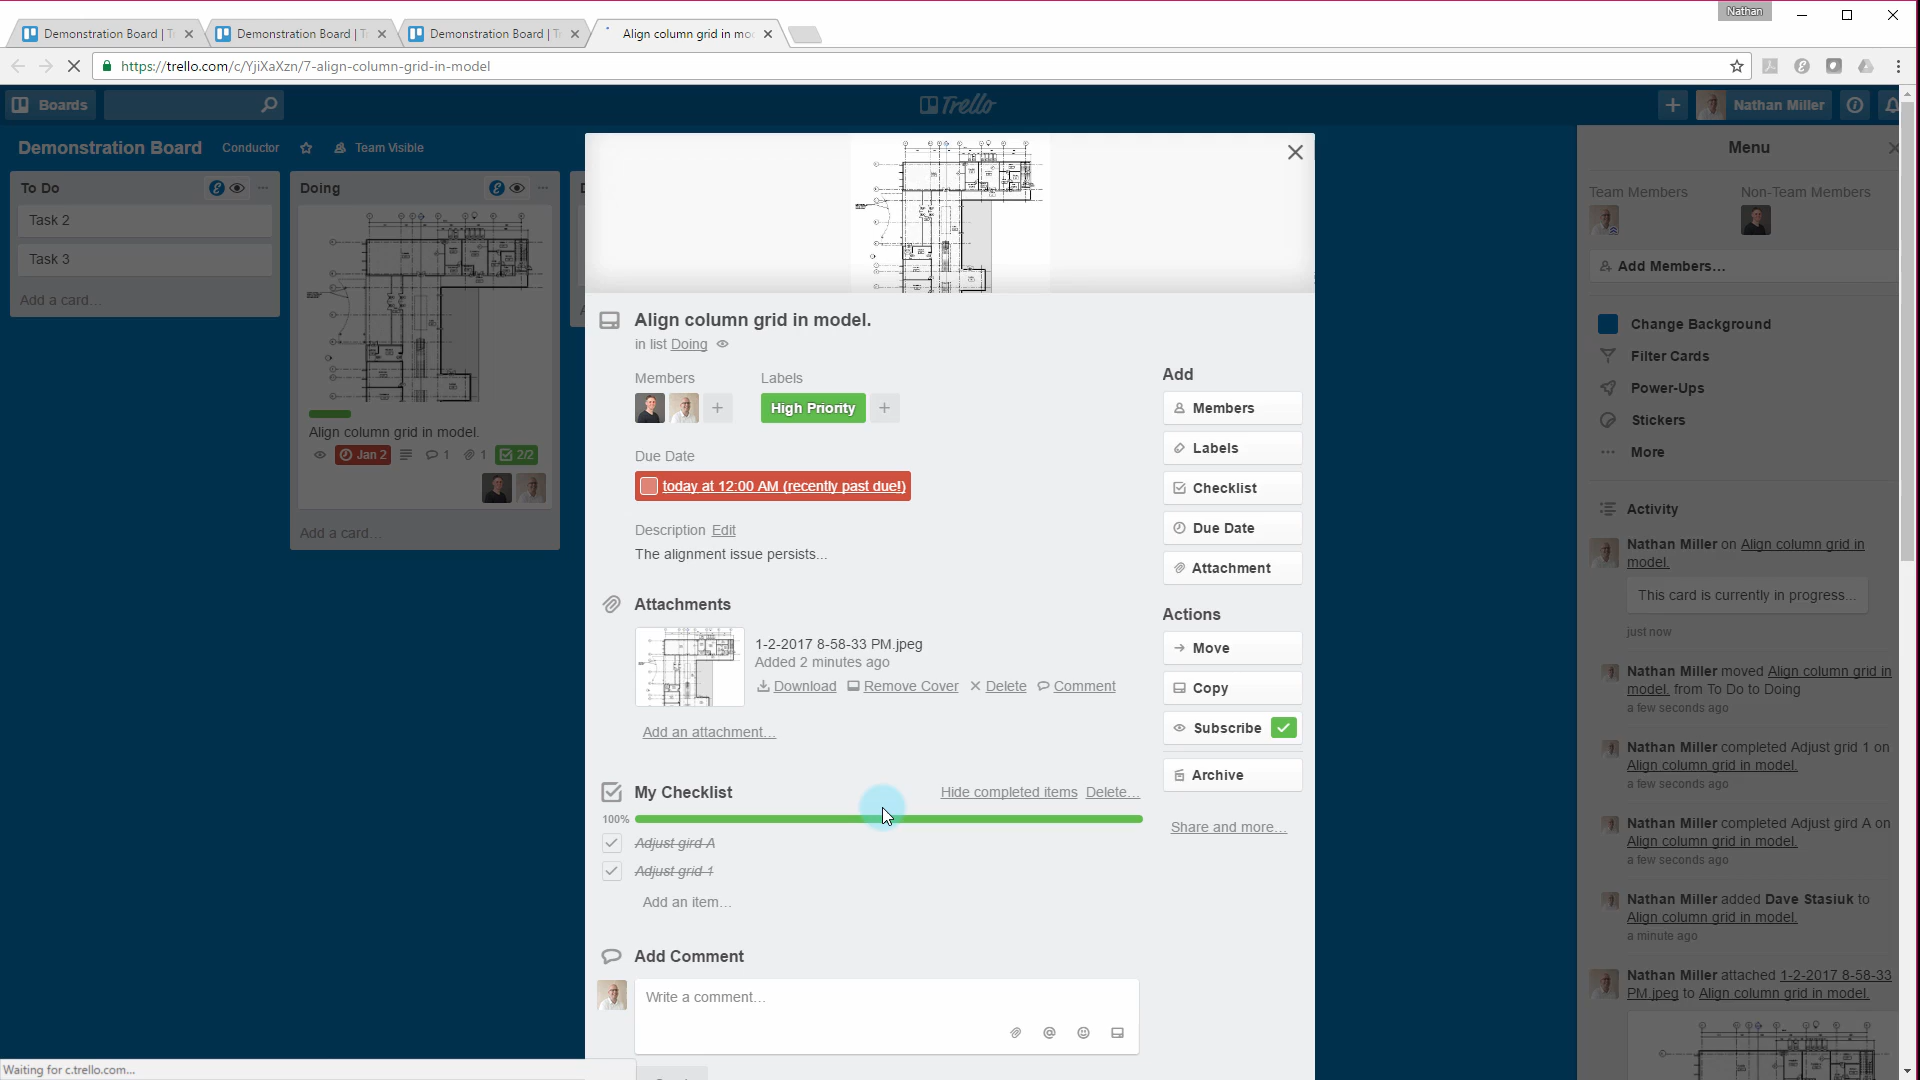 Nathan
Demonstration Board | T
Demonstration Board | T
Demonstration Board | T
Align column grid in mo
https://trello.com/c/YjiXaXzn/7-align-column-grid-in-model
Boards
Trello
Nathan Miller
Demonstration Board
Conductor
Team Visible
Menu
To Do
Task 2
Task 3
Add a card...
Doing
Align column grid in model.
Jan 2
1
1
2/2
Add a card...
Align column grid in model.
in list Doing
Members
Labels
High Priority
Due Date
today at 12:00 AM (recently past due!)
Description Edit
The alignment issue persists...
Attachments
1-2-2017 8-58-33 PM.jpeg
Added 2 minutes ago
Download Remove Cover Delete Comment
Add an attachment...
My Checklist
Hide completed items Delete...
100%
Adjust gird A
Adjust grid 1
Add an item...
Add Comment
Write a comment...
Add
Members
Labels
Checklist
Due Date
Attachment
Actions
Move
Copy
Subscribe
Archive
Share and more...
Team Members
Non-Team Members
Add Members...
Change Background
Filter Cards
Power-Ups
Stickers
More
Activity
Nathan Miller on Align column grid in
model.
This card is currently in progress...
just now
Nathan Miller moved Align column grid in
model. from To Do to Doing
a few seconds ago
Nathan Miller completed Adjust grid 1 on
Align column grid in model.
a few seconds ago
Nathan Miller completed Adjust gird A on
Align column grid in model.
a few seconds ago
Nathan Miller added Dave Stasiuk to
Align column grid in model.
a minute ago
Nathan Miller attached 1-2-2017 8-58-33
PM.jpeg to Align column grid in model.
Waiting for c.trello.com...